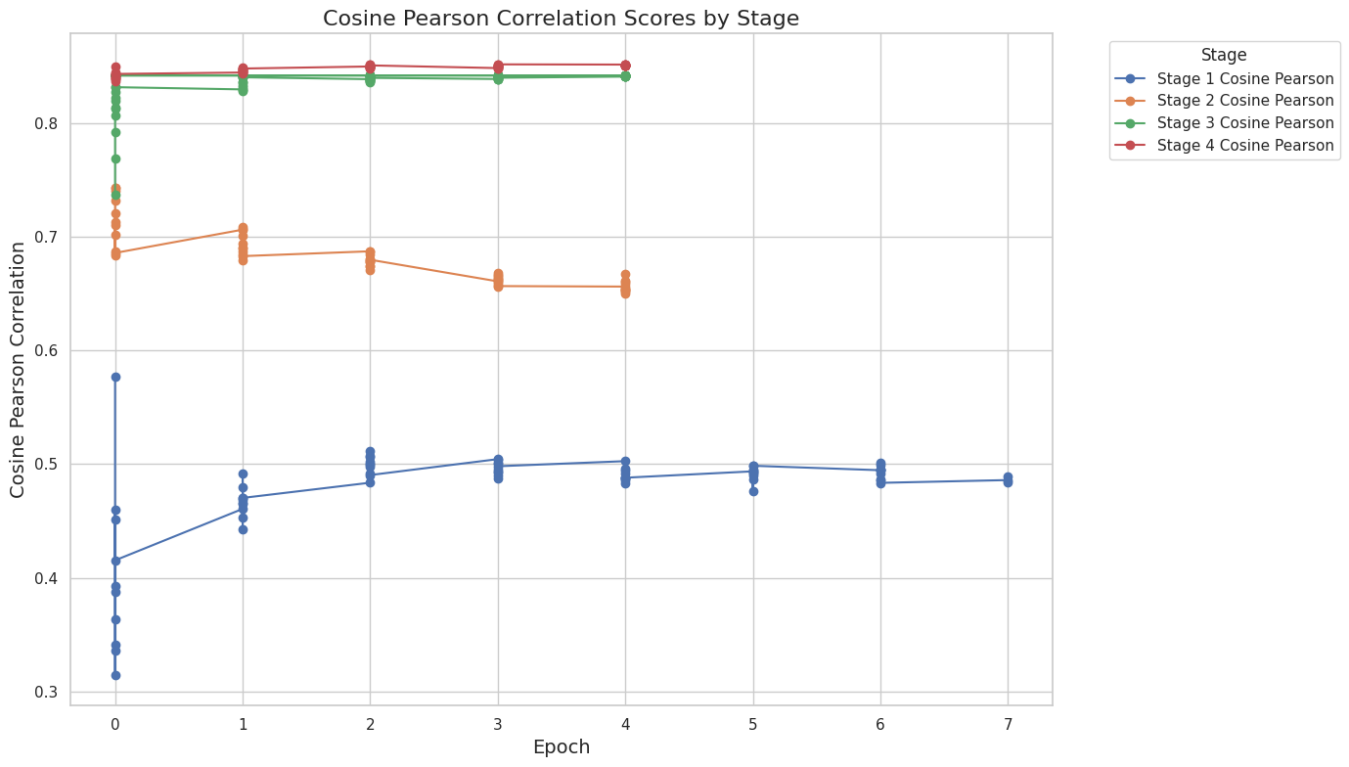 Cosine Pearson Correlation Scores by Stage
Stage
Stage 1 Cosine Pearson
Stage 2 Cosine Pearson
Stage 3 Cosine Pearson
Stage 4 Cosine Pearson
Cosine Pearson Correlation
0.8
0.7
0.6
0.5
0.4
0.3
0 1 2 3 4 5 6 7
Epoch